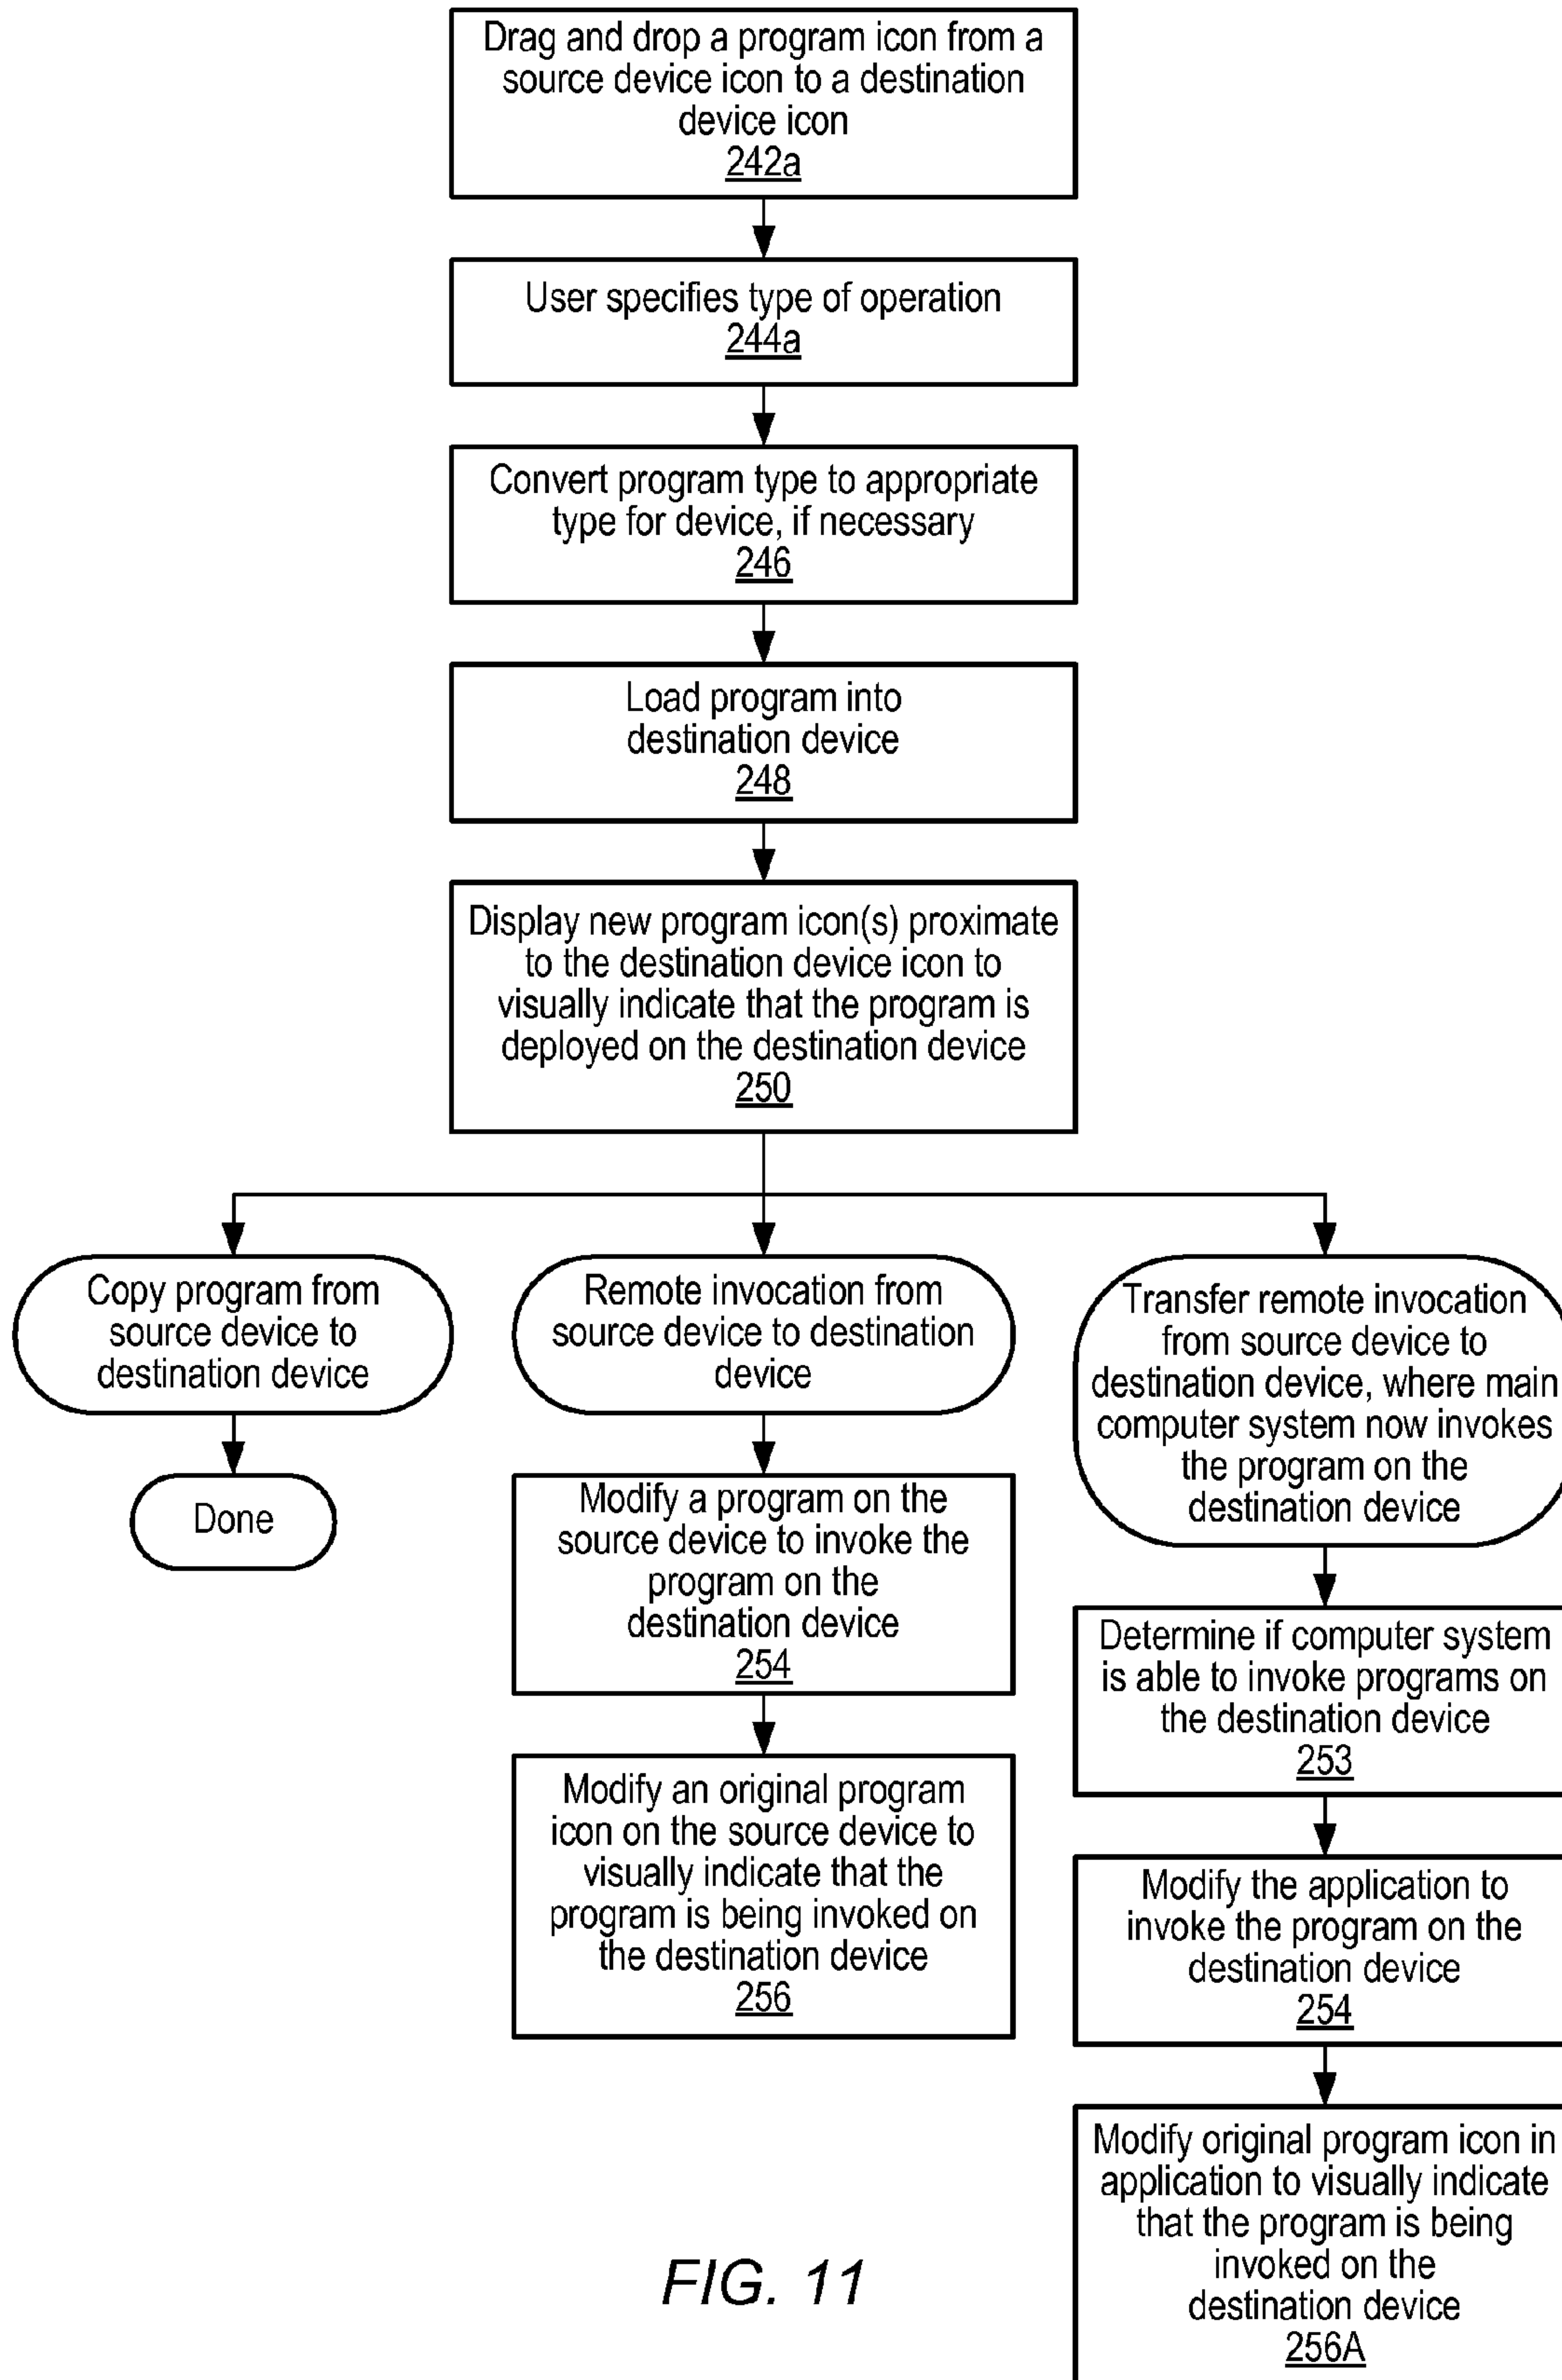 Drag and drop a program icon from a
source device icon to a destination
device icon
242a
User specifies type of operation
244a
Convert program type to appropriate
type for device, if necessary
246
Load program into
destination device
248
Display new program icon(s) proximate
to the destination device icon to
visually indicate that the program is
deployed on the destination device
250
Copy program from
source device to
destination device
Done
Remote invocation from
source device to destination
device
Modify a program on the
source device to invoke the
program on the
destination device
254
Modify an original program
icon on the source device to
visually indicate that the
program is being invoked on
the destination device
256
Transfer remote invocation
from source device to
destination device, where main
computer system now invokes
the program on the
destination device
Determine if computer system
is able to invoke programs on
the destination device
253
Modify the application to
invoke the program on the
destination device
254
Modify original program icon in
application to visually indicate
that the program is being
invoked on the
destination device
256A
FIG. 11